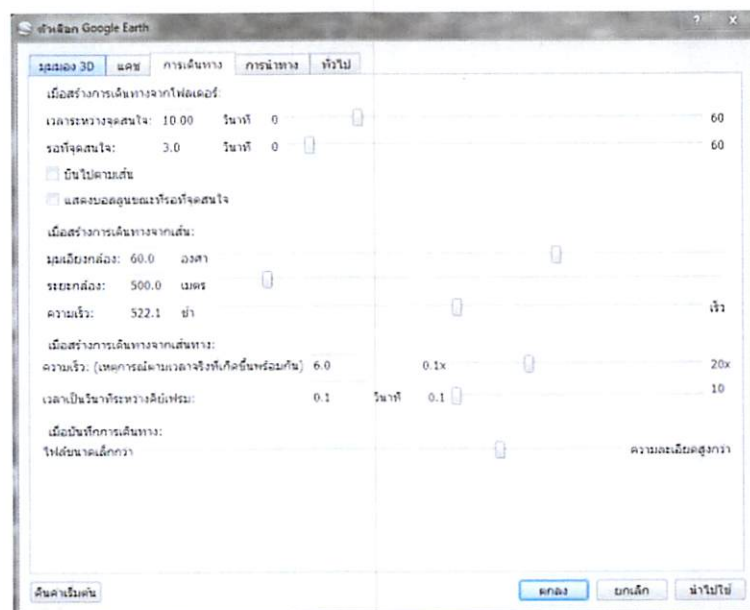 ตัวเลือก Google Earth ? X
มุมมอง 3D แคช การเดินทาง การนำทาง ทั่วไป
เมื่อสร้างการเดินทางจากโฟลเดอร์:
เวลาระหว่างจุดสนใจ: 10.00 วินาที 0 60
รอที่จุดสนใจ: 3.0 วินาที 0 60
บินไปตามเส้น
แสดงบอลลูนขณะที่รอที่จุดสนใจ
เมื่อสร้างการเดินทางจากเส้น:
มุมเอียงกล้อง: 60.0 องศา
ระยะกล้อง: 500.0 เมตร
ความเร็ว: 522.1 ช้า เร็ว
เมื่อสร้างการเดินทางจากเส้นทาง:
ความเร็ว: (เหตุการณ์ตามเวลาจริงที่เกิดขึ้นพร้อมกัน) 6.0 0.1x 20x
เวลาเป็นวินาทีระหว่างคีย์เฟรม: 0.1 วินาที 0.1 10
เมื่อบันทึกการเดินทาง:
ไฟล์ขนาดเล็กกว่า ความละเอียดสูงกว่า
คืนค่าเริ่มต้น ตกลง ยกเลิก นำไปใช้